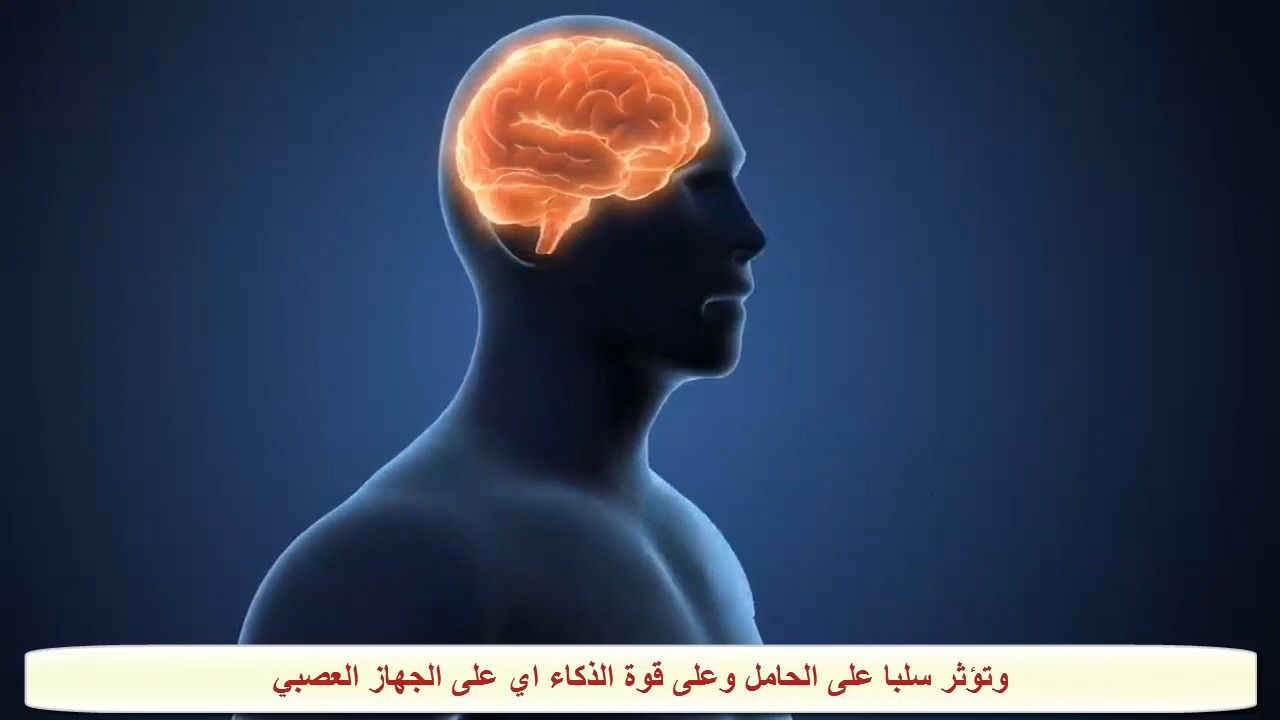 وتؤثر سلبا على الحامل وعلى قوة الذكاء اي على الجهاز العصبي